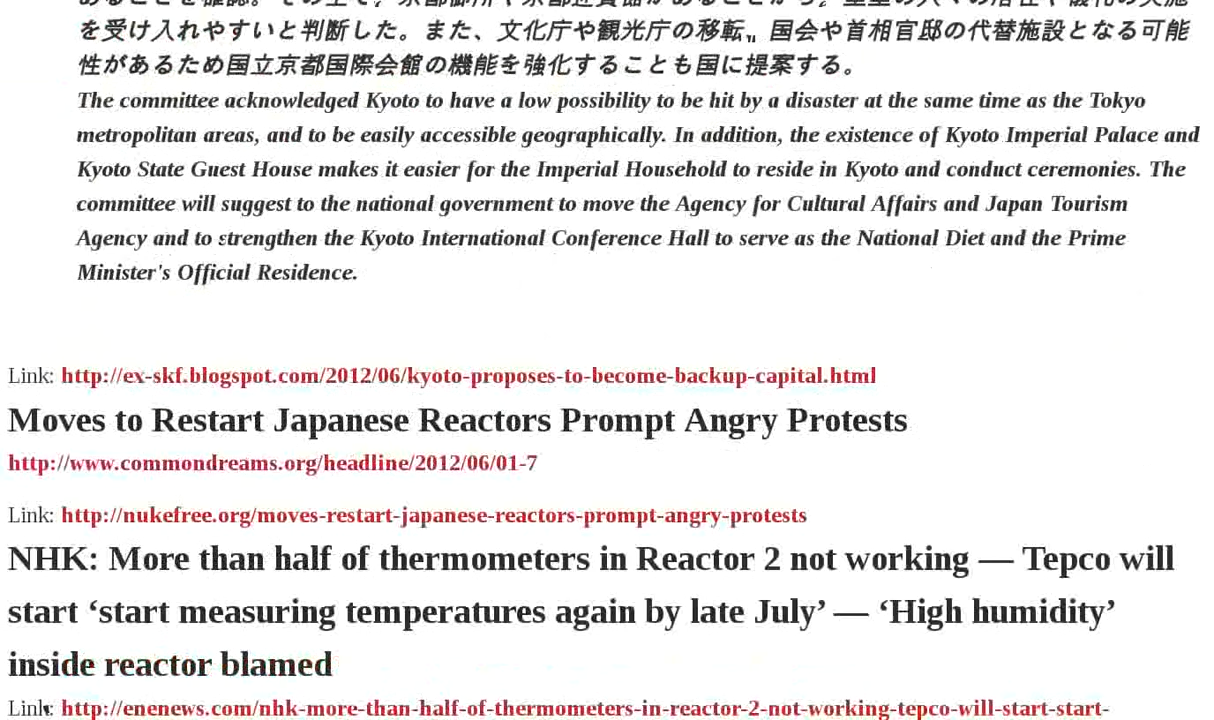 を受け入れやすいと判断した。また、文化庁や観光庁の移転、国会や首相官邸の代替施設となる可能
性があるため国立京都国際会館の機能を強化することも国に提案する。
The committee acknowledged Kyoto to have a low possibility to be hit by a disaster at the same time as the Tokyo
metropolitan areas, and to be easily accessible geographically. In addition, the existence of Kyoto Imperial Palace and
Kyoto State Guest House makes it easier for the Imperial Household to reside in Kyoto and conduct ceremonies. The
committee will suggest to the national government to move the Agency for Cultural Affairs and Japan Tourism
Agency and to strengthen the Kyoto International Conference Hall to serve as the National Diet and the Prime
Minister's Official Residence.
Link: http://ex-skf.blogspot.com/2012/06/kyoto-proposes-to-become-backup-capital.html
Moves to Restart Japanese Reactors Prompt Angry Protests
http://www.commondreams.org/headline/2012/06/01-7
Link: http://nukefree.org/moves-restart-japanese-reactors-prompt-angry-protests
NHK: More than half of thermometers in Reactor 2 not working — Tepco will
start ‘start measuring temperatures again by late July’ — ‘High humidity’
inside reactor blamed
Link: http://enenews.com/nhk-more-than-half-of-thermometers-in-reactor-2-not-working-tepco-will-start-start-